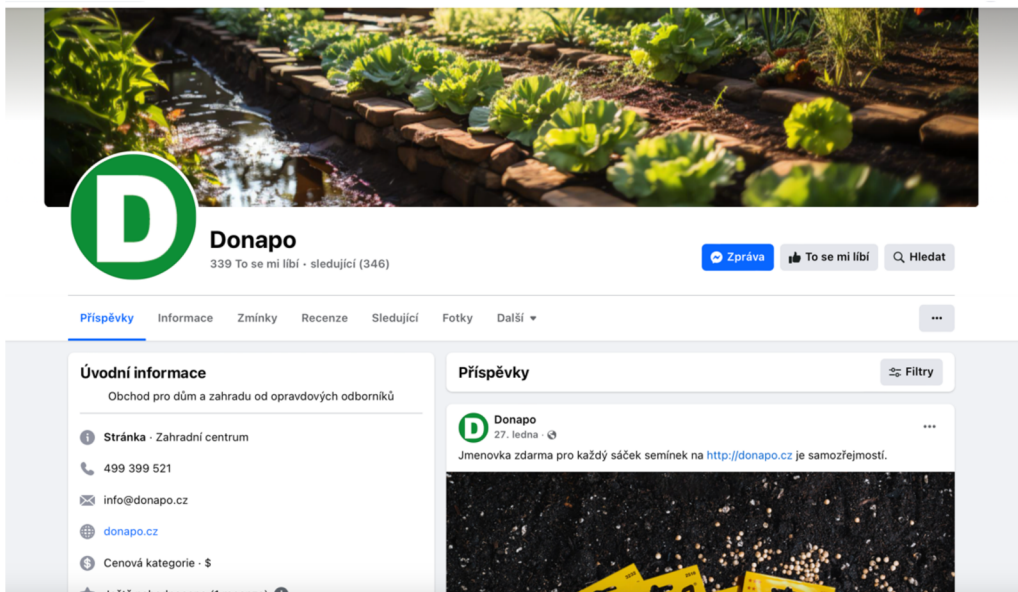 D
Donapo
339 To se mi líbí • sledující (346)
Zpráva
To se mi líbí
Hledat
Příspěvky
Informace
Zmínky
Recenze
Sledující
Fotky
Další
Úvodní informace
Obchod pro dům a zahradu od opravdových odborníků
Stránka · Zahradní centrum
499 399 521
info@donapo.cz
donapo.cz
Cenová kategorie · $
Příspěvky
Filtry
D
Donapo
27. ledna ·
Jmenovka zdarma pro každý sáček semínek na http://donapo.cz je samozřejmostí.